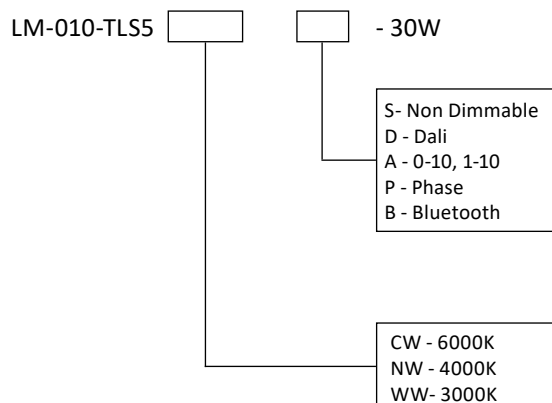 LM-010-TLS5 - 30W
S- Non Dimmable
D - Dali
A - 0-10, 1-10
P - Phase
B - Bluetooth
CW - 6000K
NW - 4000K
WW- 3000K